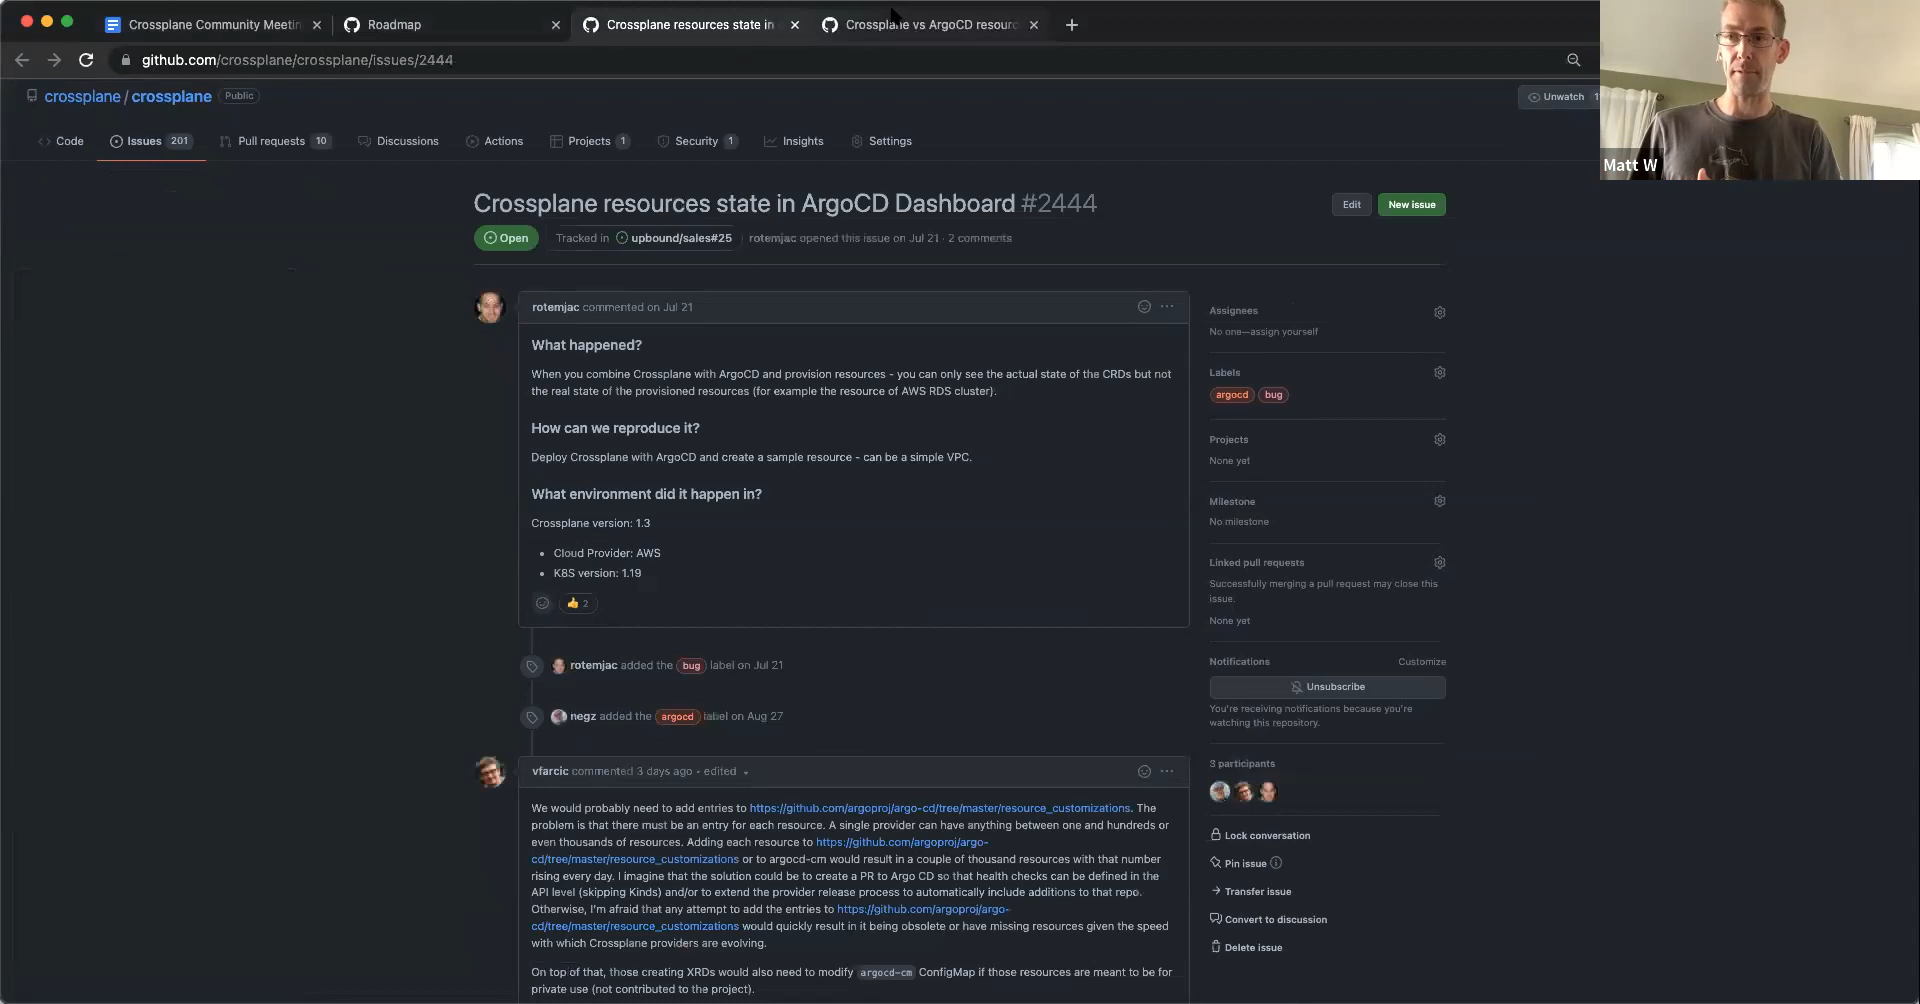 Crossplane Community Meetin
Roadmap
Crossplane resources state in
Crossplane vs ArgoCD resourc
github.com/crossplane/crossplane/issues/2444
crossplane / crossplane Public
Unwatch
Code
Issues 201
Pull requests 10
Discussions
Actions
Projects 1
Security 1
Insights
Settings
Matt W
Crossplane resources state in ArgoCD Dashboard #2444
Edit
New issue
Open
Tracked in upbound/sales#25
rotemjac opened this issue on Jul 21 · 2 comments
rotemjac commented on Jul 21
What happened?
When you combine Crossplane with ArgoCD and provision resources - you can only see the actual state of the CRDs but not
the real state of the provisioned resources (for example the resource of AWS RDS cluster).
How can we reproduce it?
Deploy Crossplane with ArgoCD and create a sample resource - can be a simple VPC.
What environment did it happen in?
Crossplane version: 1.3
• Cloud Provider: AWS
• K8S version: 1.19
👍 2
rotemjac added the bug label on Jul 21
negz added the argocd label on Aug 27
vfarcic commented 3 days ago • edited
We would probably need to add entries to https://github.com/argoproj/argo-cd/tree/master/resource_customizations. The
problem is that there must be an entry for each resource. A single provider can have anything between one and hundreds or
even thousands of resources. Adding each resource to https://github.com/argoproj/argo-
cd/tree/master/resource_customizations or to argocd-cm would result in a couple of thousand resources with that number
rising every day. I imagine that the solution could be to create a PR to Argo CD so that health checks can be defined in the
API level (skipping Kinds) and/or to extend the provider release process to automatically include additions to that repo.
Otherwise, I'm afraid that any attempt to add the entries to https://github.com/argoproj/argo-
cd/tree/master/resource_customizations would quickly result in it being obsolete or have missing resources given the speed
with which Crossplane providers are evolving.
On top of that, those creating XRDs would also need to modify argocd-cm ConfigMap if those resources are meant to be for
private use (not contributed to the project).
Assignees
No one—assign yourself
Labels
argocd bug
Projects
None yet
Milestone
No milestone
Linked pull requests
Successfully merging a pull request may close this
issue.
None yet
Notifications
Customize
Unsubscribe
You're receiving notifications because you're
watching this repository.
3 participants
Lock conversation
Pin issue
Transfer issue
Convert to discussion
Delete issue